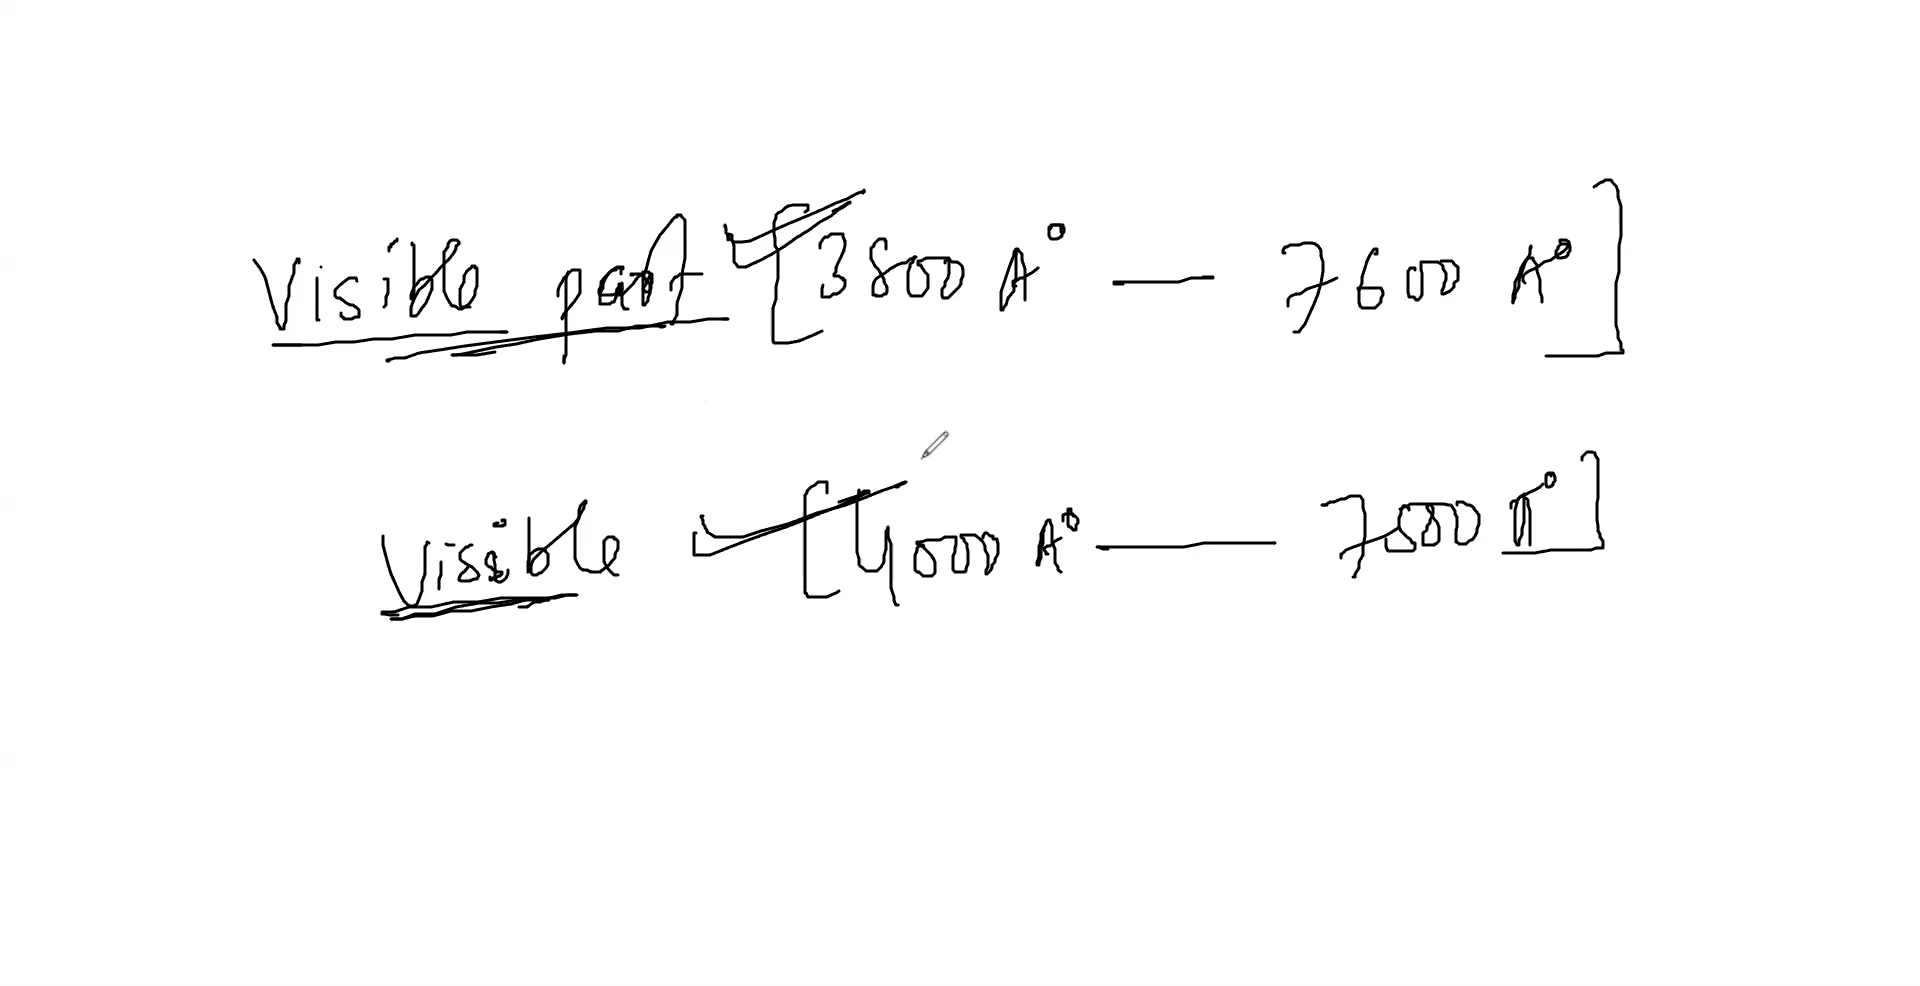 Visible part [3800 A° — 7600 A°]
Visible [4000 A° — 7800 A°]